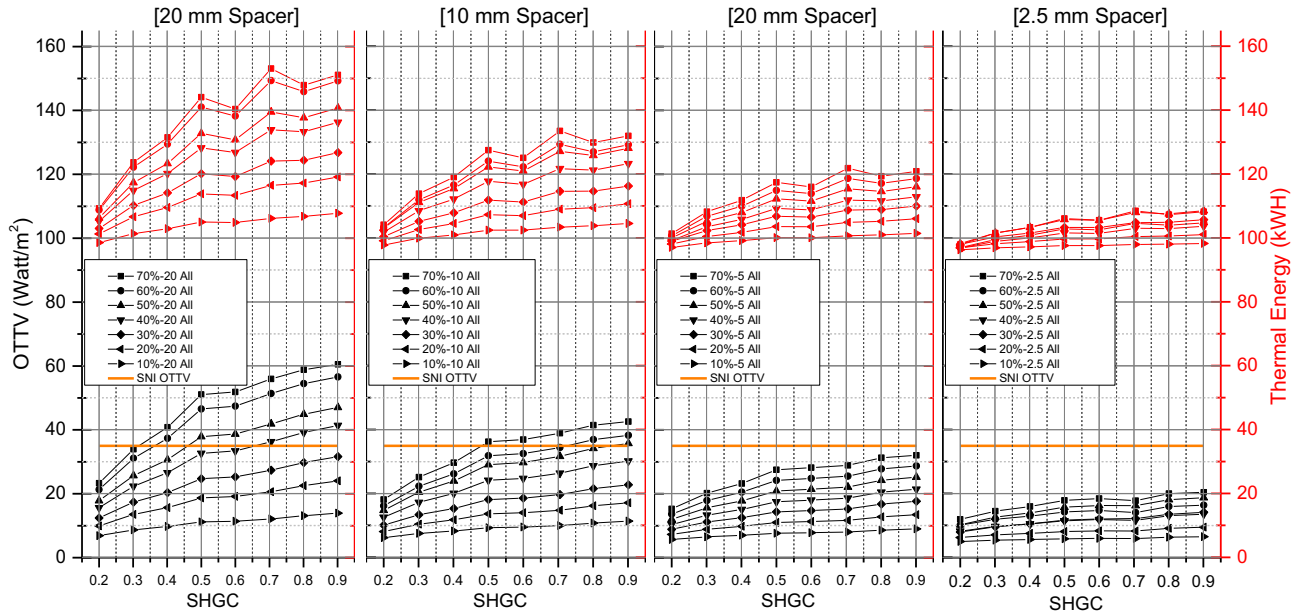 [20 mm Spacer] [10 mm Spacer] [20 mm Spacer] [2.5 mm Spacer]
160 160
140 140
120 120
100 100
80 80
60 60
40 40
20 20
0 0
OTTV (Watt/m²)
Thermal Energy (kWH)
70%-20 All
60%-20 All
50%-20 All
40%-20 All
30%-20 All
20%-20 All
10%-20 All
SNI OTTV
70%-10 All
60%-10 All
50%-10 All
40%-10 All
30%-10 All
20%-10 All
10%-10 All
SNI OTTV
70%-5 All
60%-5 All
50%-5 All
40%-5 All
30%-5 All
20%-5 All
10%-5 All
SNI OTTV
70%-2.5 All
60%-2.5 All
50%-2.5 All
40%-2.5 All
30%-2.5 All
20%-2.5 All
10%-2.5 All
SNI OTTV
0.2 0.3 0.4 0.5 0.6 0.7 0.8 0.9 0.2 0.3 0.4 0.5 0.6 0.7 0.8 0.9 0.2 0.3 0.4 0.5 0.6 0.7 0.8 0.9 0.2 0.3 0.4 0.5 0.6 0.7 0.8 0.9
SHGC SHGC SHGC SHGC